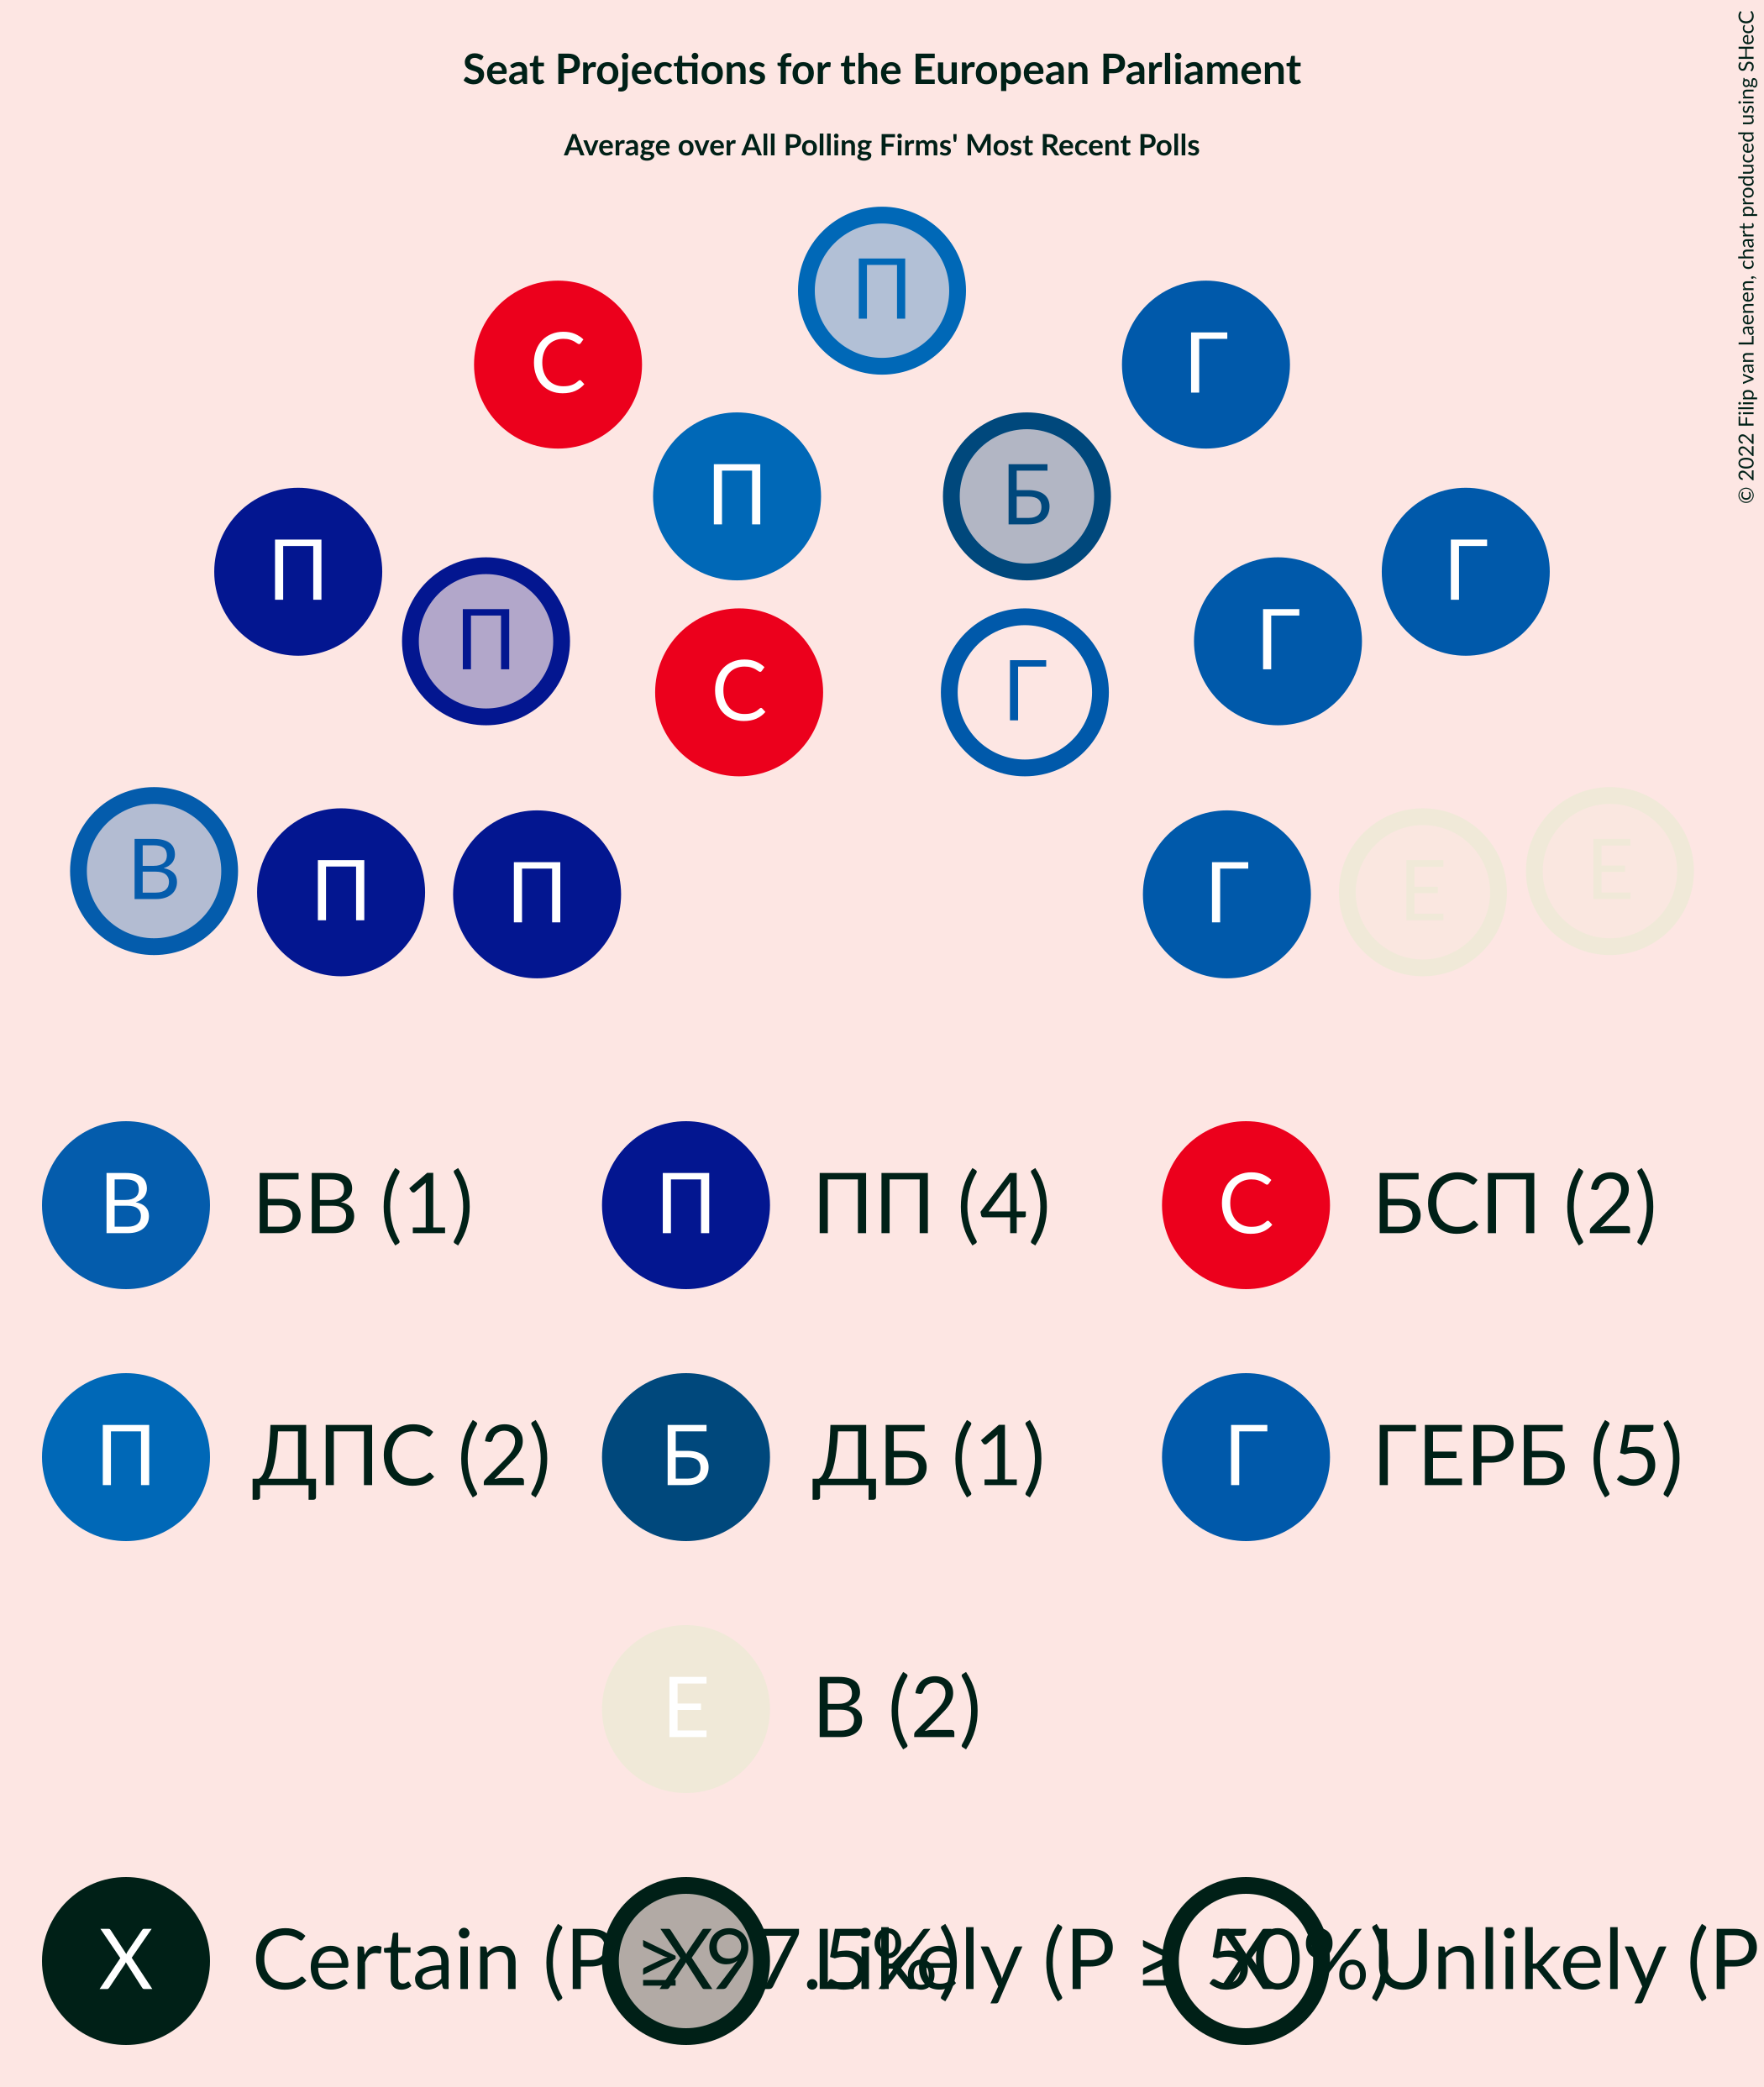 Seat Projections for the European Parliament
Average over All Polling Firms' Most Recent Polls
© 2022 Filip van Laenen, chart produced using SHecC
П
С
Г
П
Б
П
Г
П
Г
С
Г
В
П
П
Г
Е
Е
В БВ (1) П ПП (4) С БСП (2)
П ДПС (2) Б ДБ (1) Г ГЕРБ (5)
Е В (2)
X Certain (P ≥ 97.5%) X Likely (P ≥ 50%) X Unlikely (P